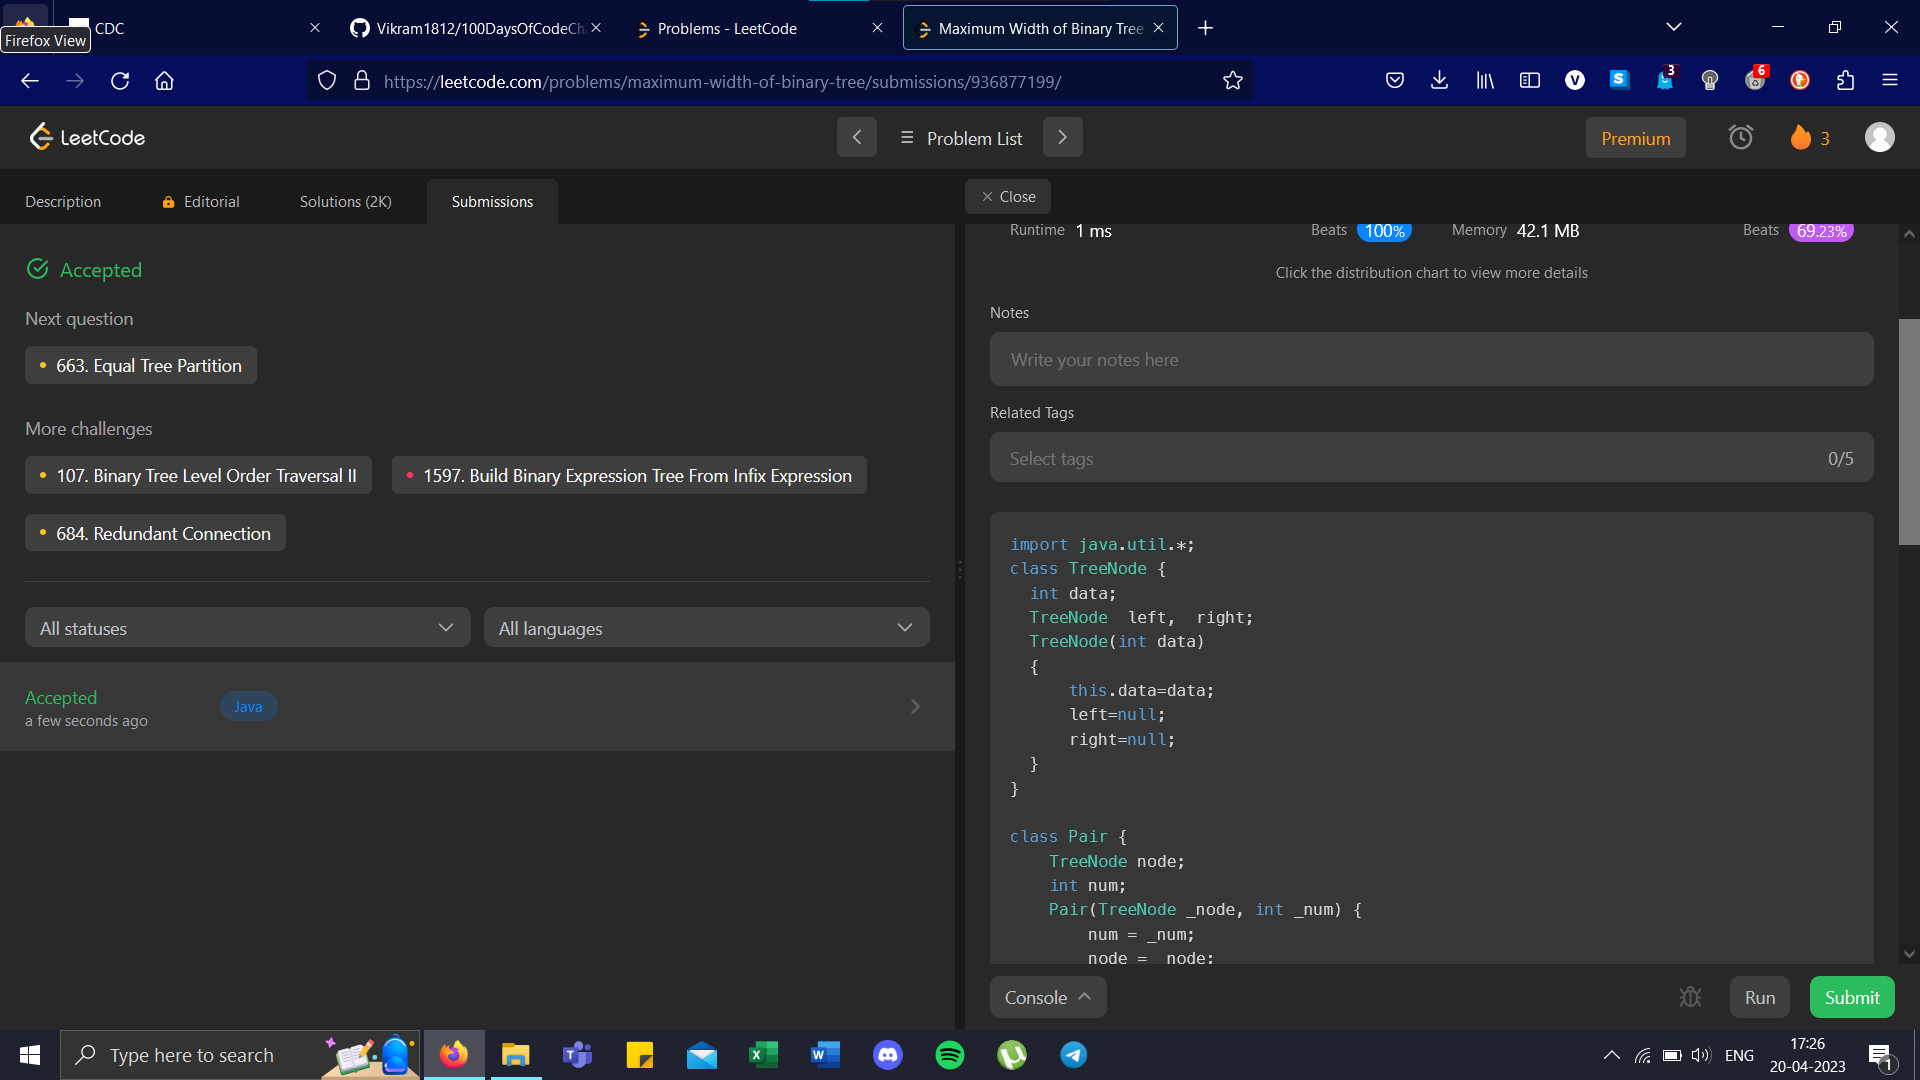 CDC
Vikram1812/100DaysOfCodeCh
Problems - LeetCode
Maximum Width of Binary Tree
Firefox View
https://leetcode.com/problems/maximum-width-of-binary-tree/submissions/936877199/
V
S
3
6
LeetCode
Problem List
Premium
3
Description
Editorial
Solutions (2K)
Submissions
Close
Accepted
Next question
663. Equal Tree Partition
More challenges
107. Binary Tree Level Order Traversal II
1597. Build Binary Expression Tree From Infix Expression
684. Redundant Connection
All statuses
All languages
Accepted
a few seconds ago
Java
Runtime 1 ms
Beats 100%
Memory 42.1 MB
Beats 69.23%
Click the distribution chart to view more details
Notes
Write your notes here
Related Tags
Select tags
0/5
import java.util.*;
class TreeNode {
int data;
TreeNode left, right;
TreeNode(int data)
{
this.data=data;
left=null;
right=null;
}
}
class Pair {
TreeNode node;
int num;
Pair(TreeNode _node, int _num) {
num = _num;
node = _node;
Console
Run
Submit
Type here to search
ENG
17:26
20-04-2023
1